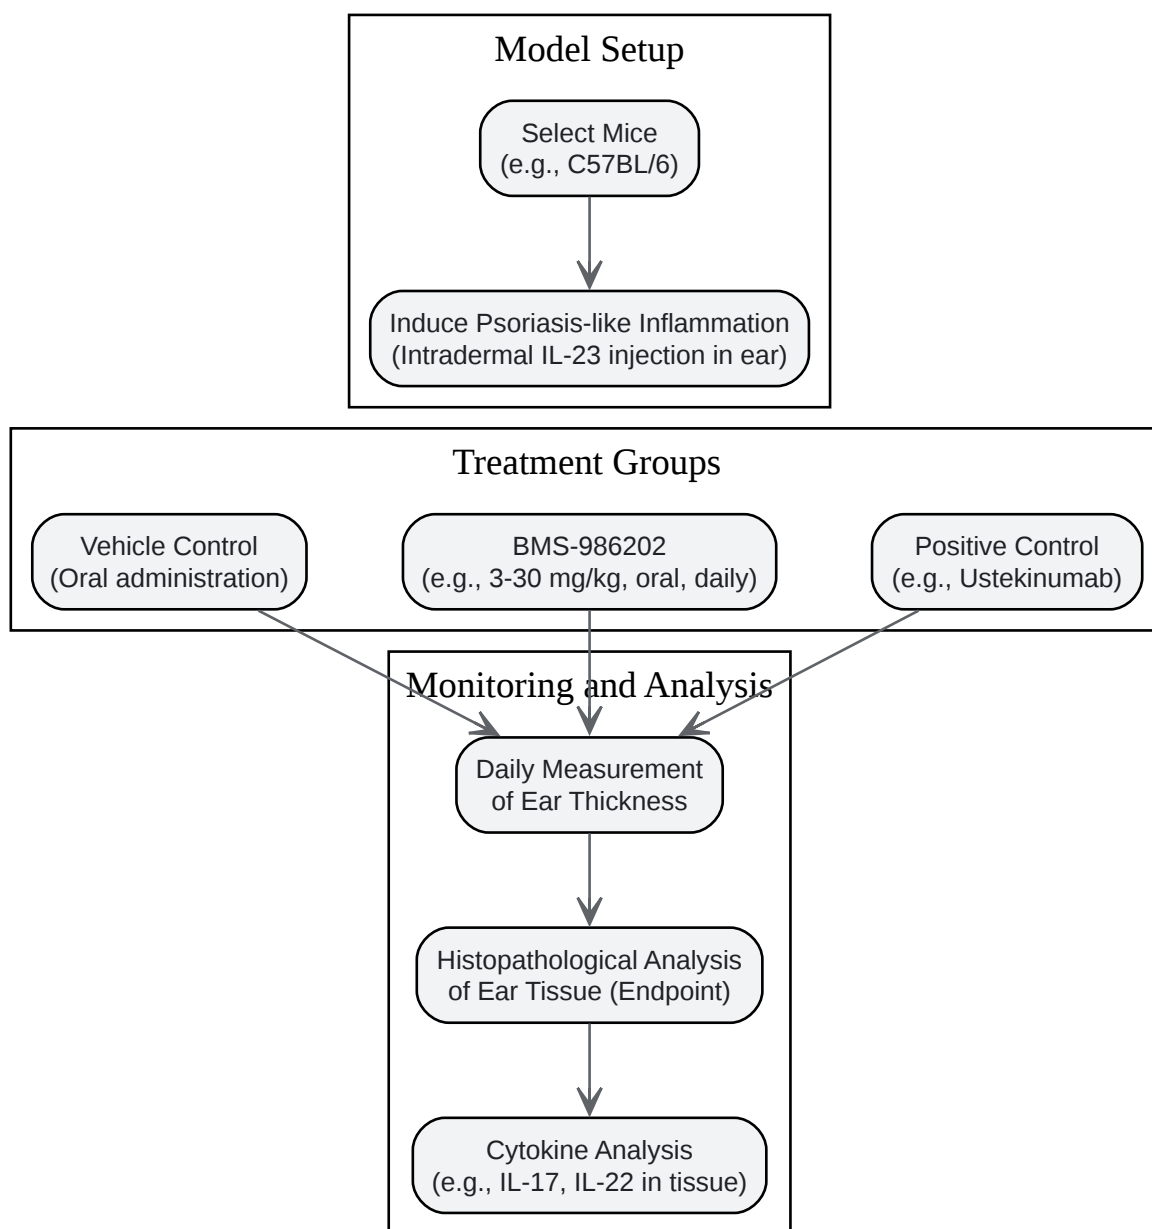 Model Setup
Select Mice
(e.g., C57BL/6)
Induce Psoriasis-like Inflammation
(Intradermal IL-23 injection in ear)
Treatment Groups
Vehicle Control
(Oral administration)
BMS-986202
(e.g., 3-30 mg/kg, oral, daily)
Positive Control
(e.g., Ustekinumab)
Monitoring and Analysis
Daily Measurement
of Ear Thickness
Histopathological Analysis
of Ear Tissue (Endpoint)
Cytokine Analysis
(e.g., IL-17, IL-22 in tissue)